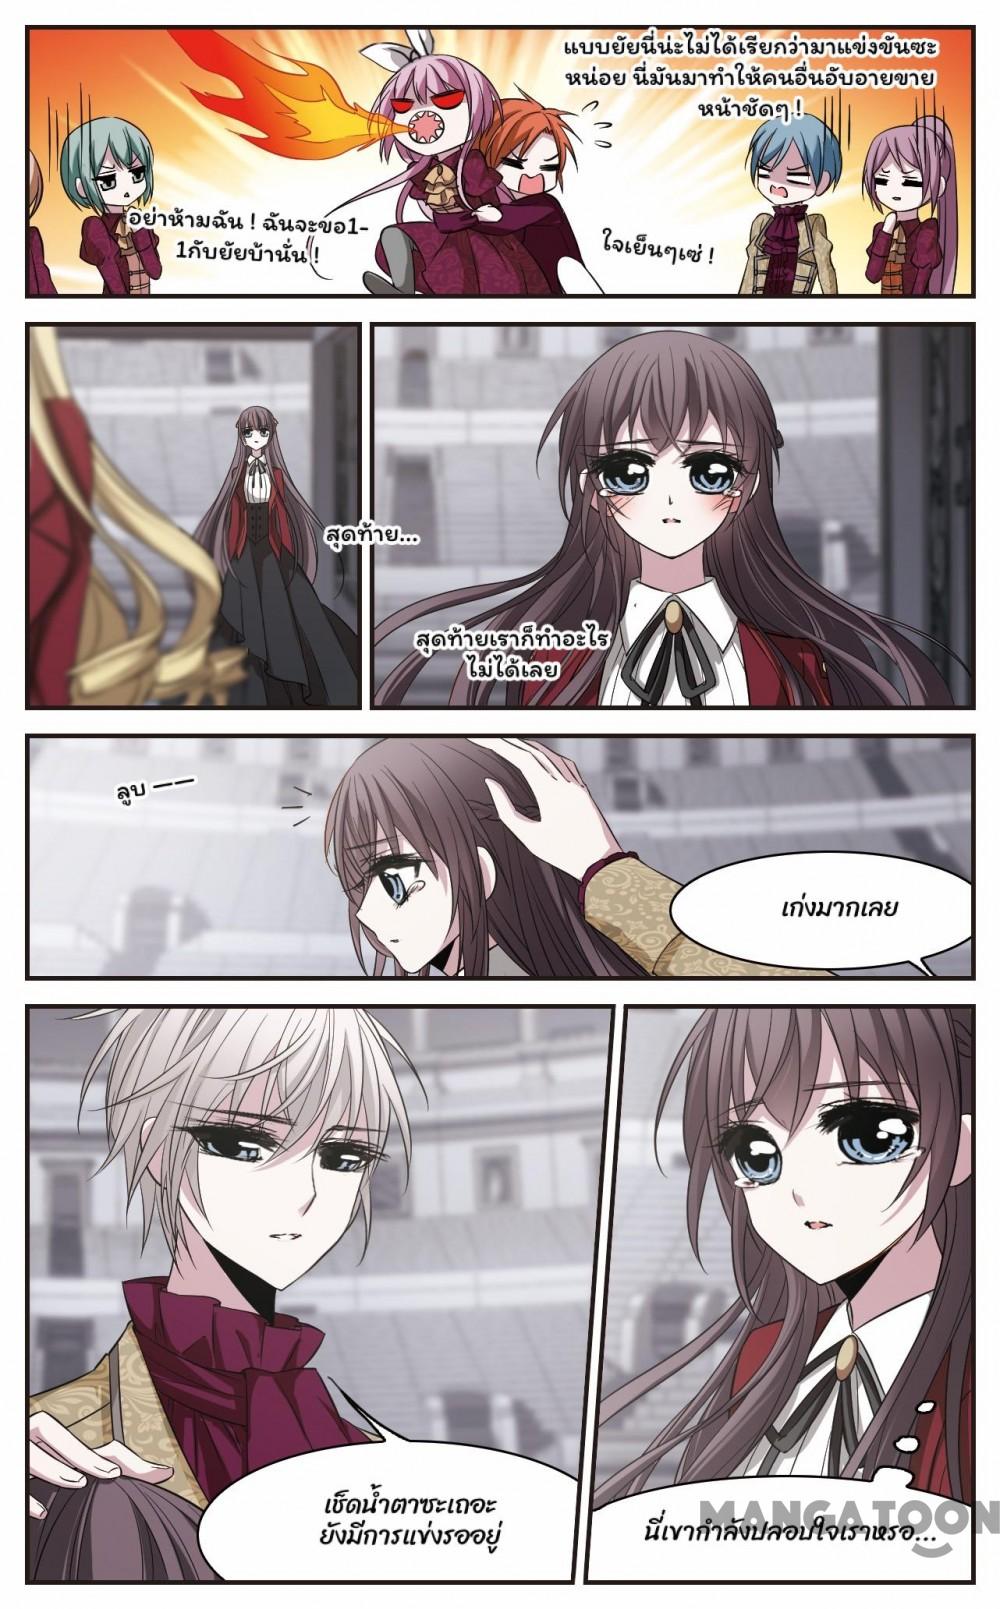 แบบยัยนี่น่ะไม่ได้เรียกว่ามาแข่งขันซะ
หน่อย นี่มันมาทำให้คนอื่นอับอายขาย
หน้าชัดๆ !
อย่าห้ามฉัน ! ฉันจะขอ1-
1กับยัยบ้านั่น !
ใจเย็นๆเซ่ !
สุดท้าย...
สุดท้ายเราก็ทำอะไร
ไม่ได้เลย
ลูบ ——
เก่งมากเลย
เช็ดน้ำตาซะเถอะ
ยังมีการแข่งรออยู่
นี่เขากำลังปลอบใจเราหรอ...
MANGATOON